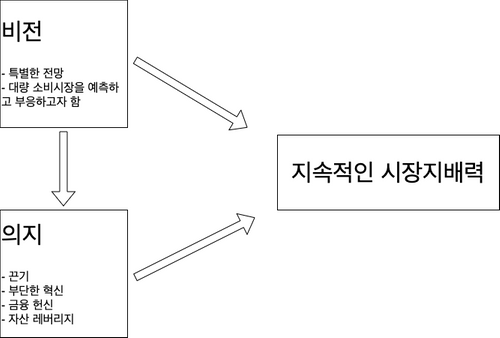 비전
- 특별한 전망
- 대량 소비시장을 예측하
고 부응하고자 함
지속적인 시장지배력
의지
- 끈기
- 부단한 혁신
- 금융 헌신
- 자산 레버리지